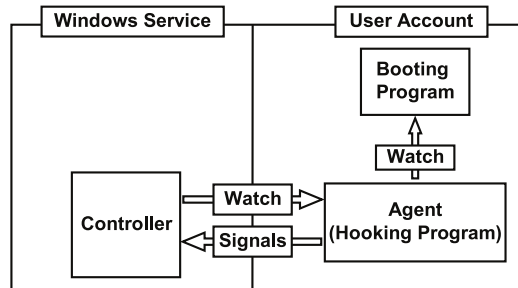 Windows Service
User Account
Booting
Program
Watch
Watch
Controller
Agent
(Hooking Program)
Signals